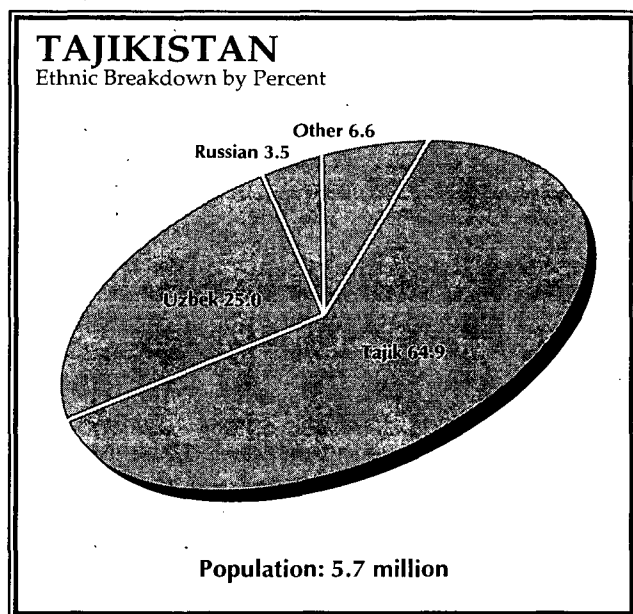 TAJIKISTAN
Ethnic Breakdown by Percent
Other 6.6
Russian 3.5
Uzbek 25.0
Tajik 64.9
Population: 5.7 million